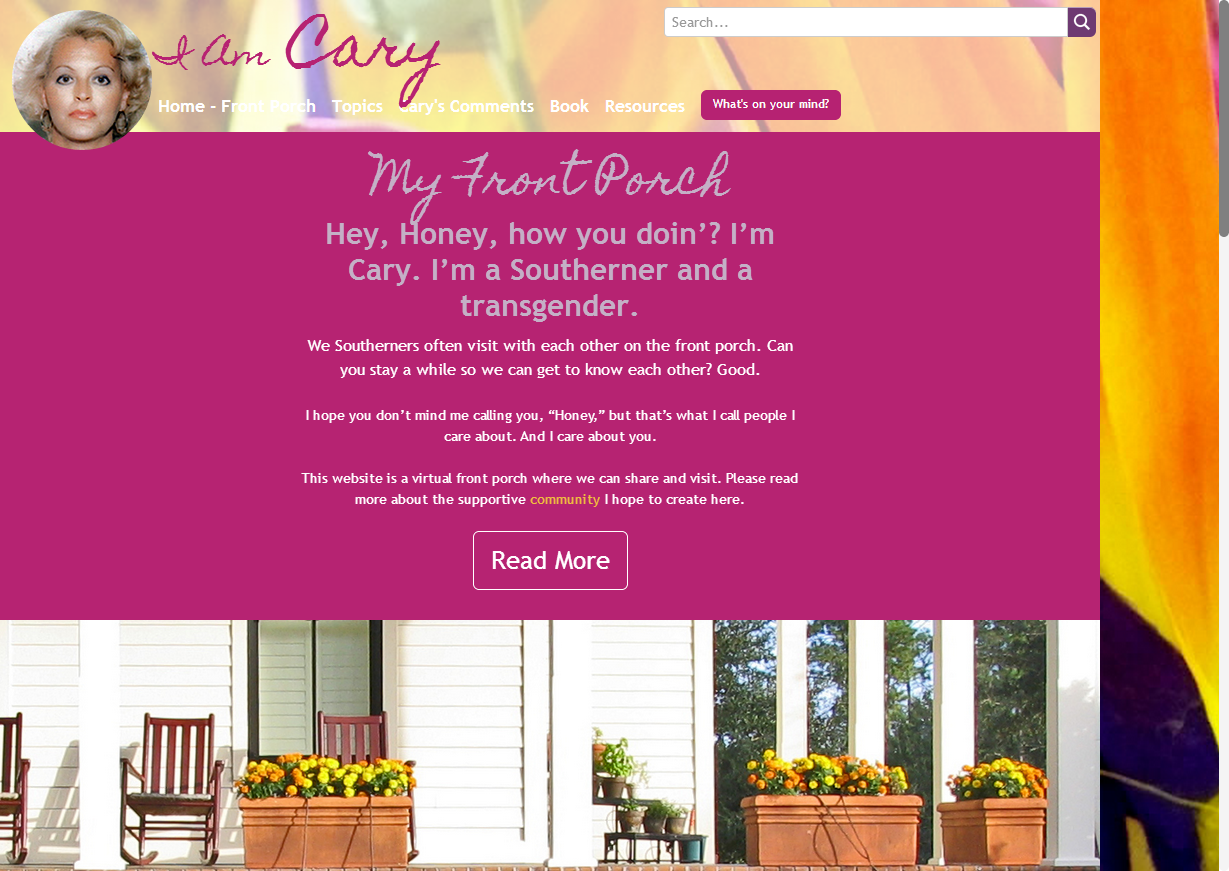 I Am Cary
Search...
Home - Front Porch Topics Cary's Comments Book Resources What's on your mind?
My Front Porch
Hey, Honey, how you doin’? I’m
Cary. I’m a Southerner and a
transgender.
We Southerners often visit with each other on the front porch. Can
you stay a while so we can get to know each other? Good.
I hope you don’t mind me calling you, “Honey,” but that’s what I call people I
care about. And I care about you.
This website is a virtual front porch where we can share and visit. Please read
more about the supportive community I hope to create here.
Read More